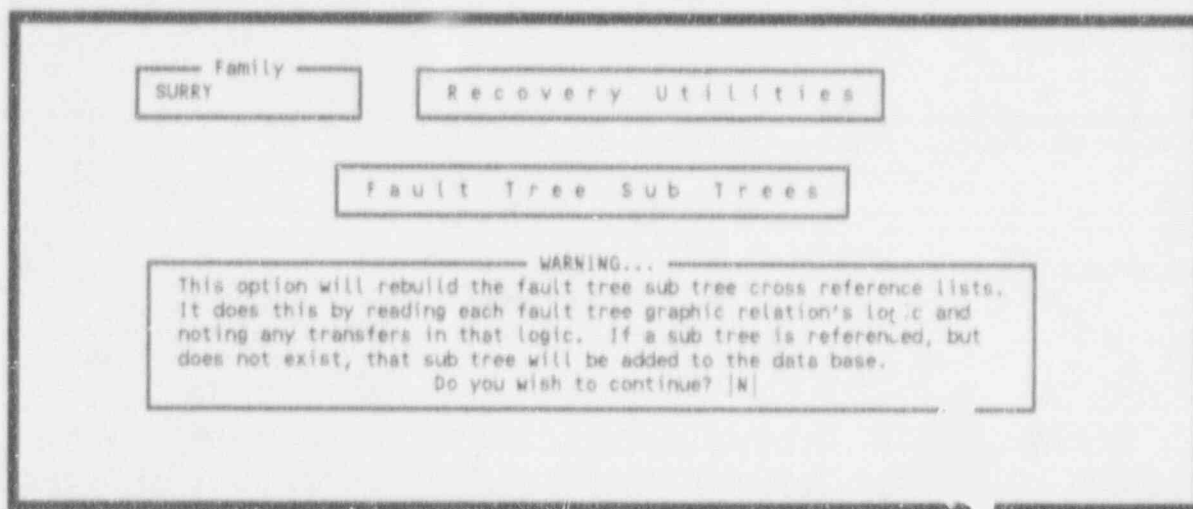 Family
SURRY
Recovery Utilities
Fault Tree Sub Trees
WARNING...
This option will rebuild the fault tree sub tree cross reference lists.
It does this by reading each fault tree graphic relation's logic and
noting any transfers in that logic. If a sub tree is referenced, but
does not exist, that sub tree will be added to the data base.
Do you wish to continue? |N|